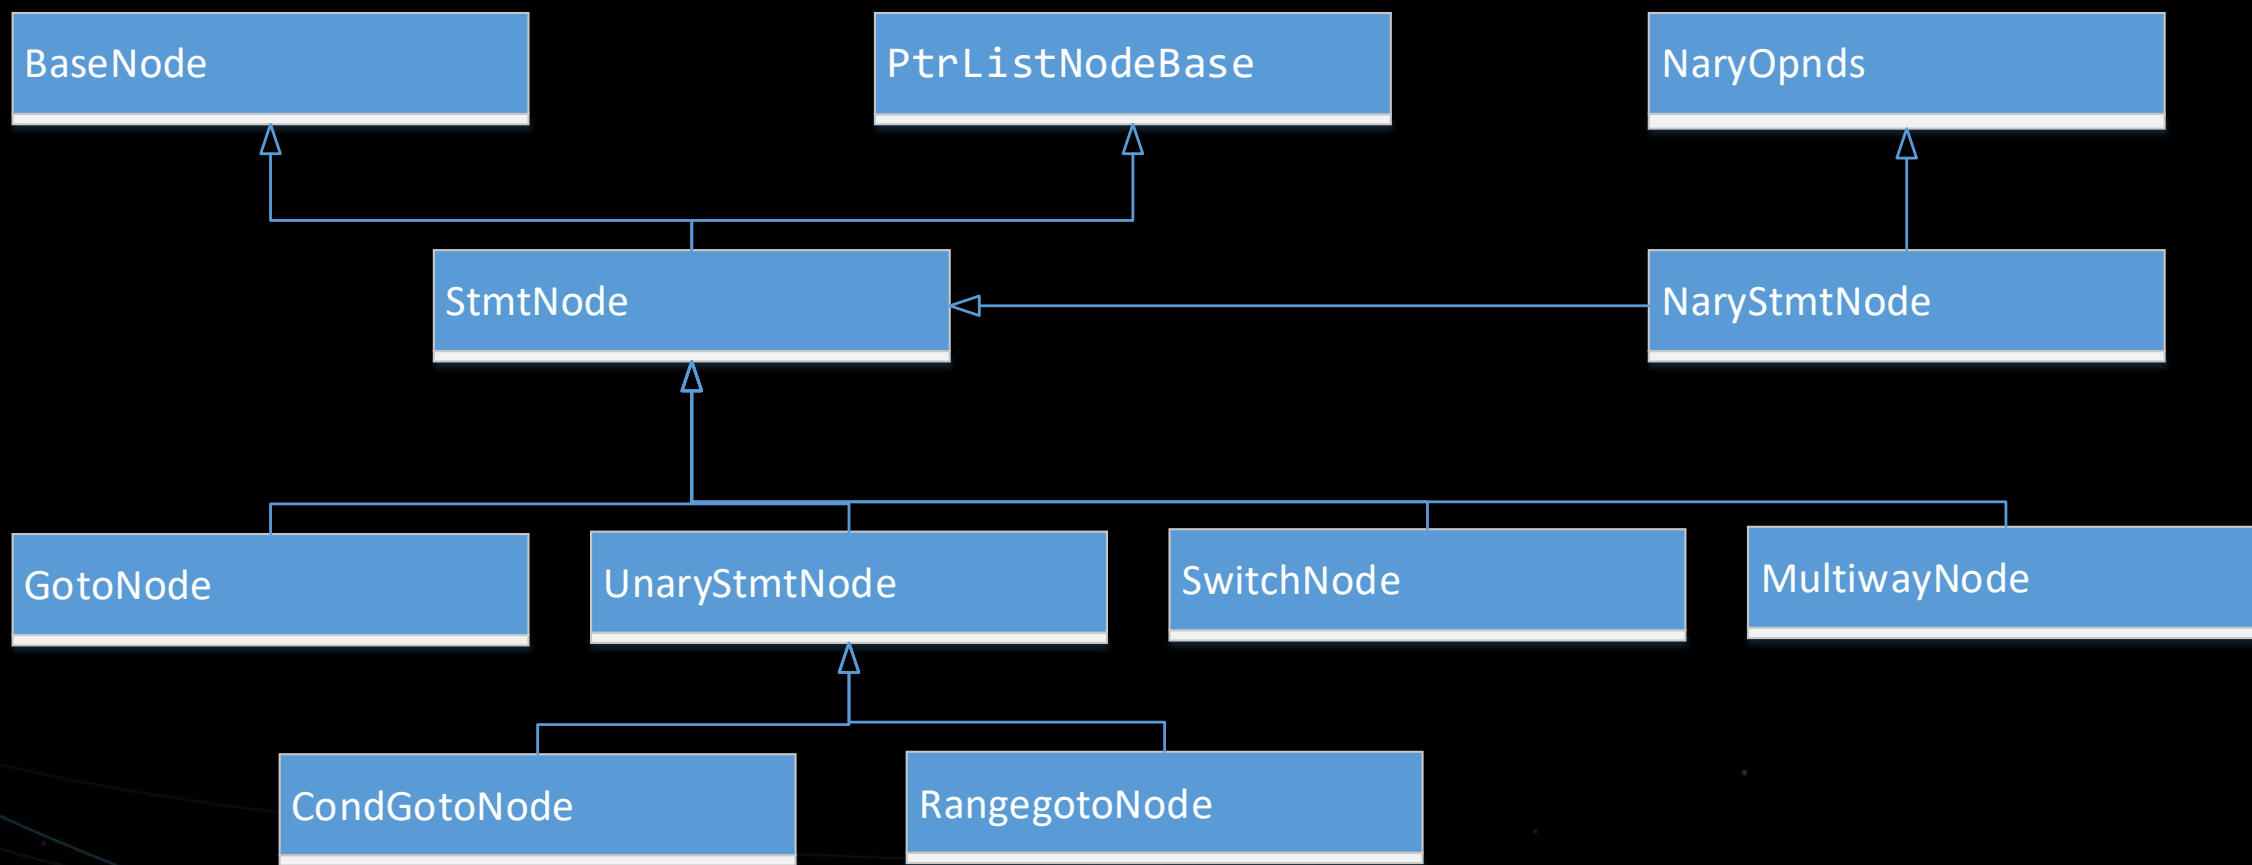 BaseNode
PtrListNodeBase
NaryOpnds
StmtNode
NaryStmtNode
GotoNode
UnaryStmtNode
SwitchNode
MultiwayNode
CondGotoNode
RangegotoNode